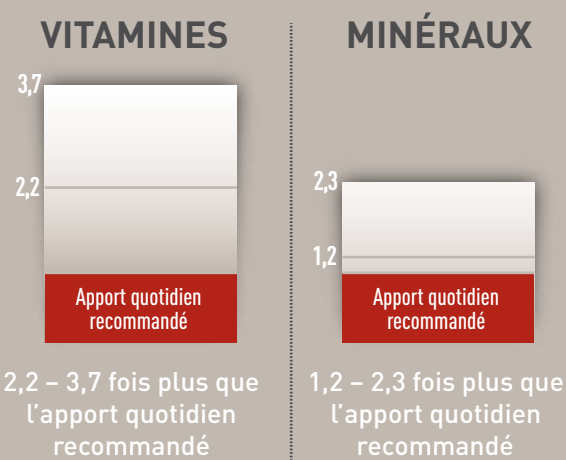 VITAMINES
3,7
2,2
Apport quotidien
recommandé
2,2 – 3,7 fois plus que
l’apport quotidien
recommandé
MINÉRAUX
2,3
1,2
Apport quotidien
recommandé
1,2 – 2,3 fois plus que
l’apport quotidien
recommandé